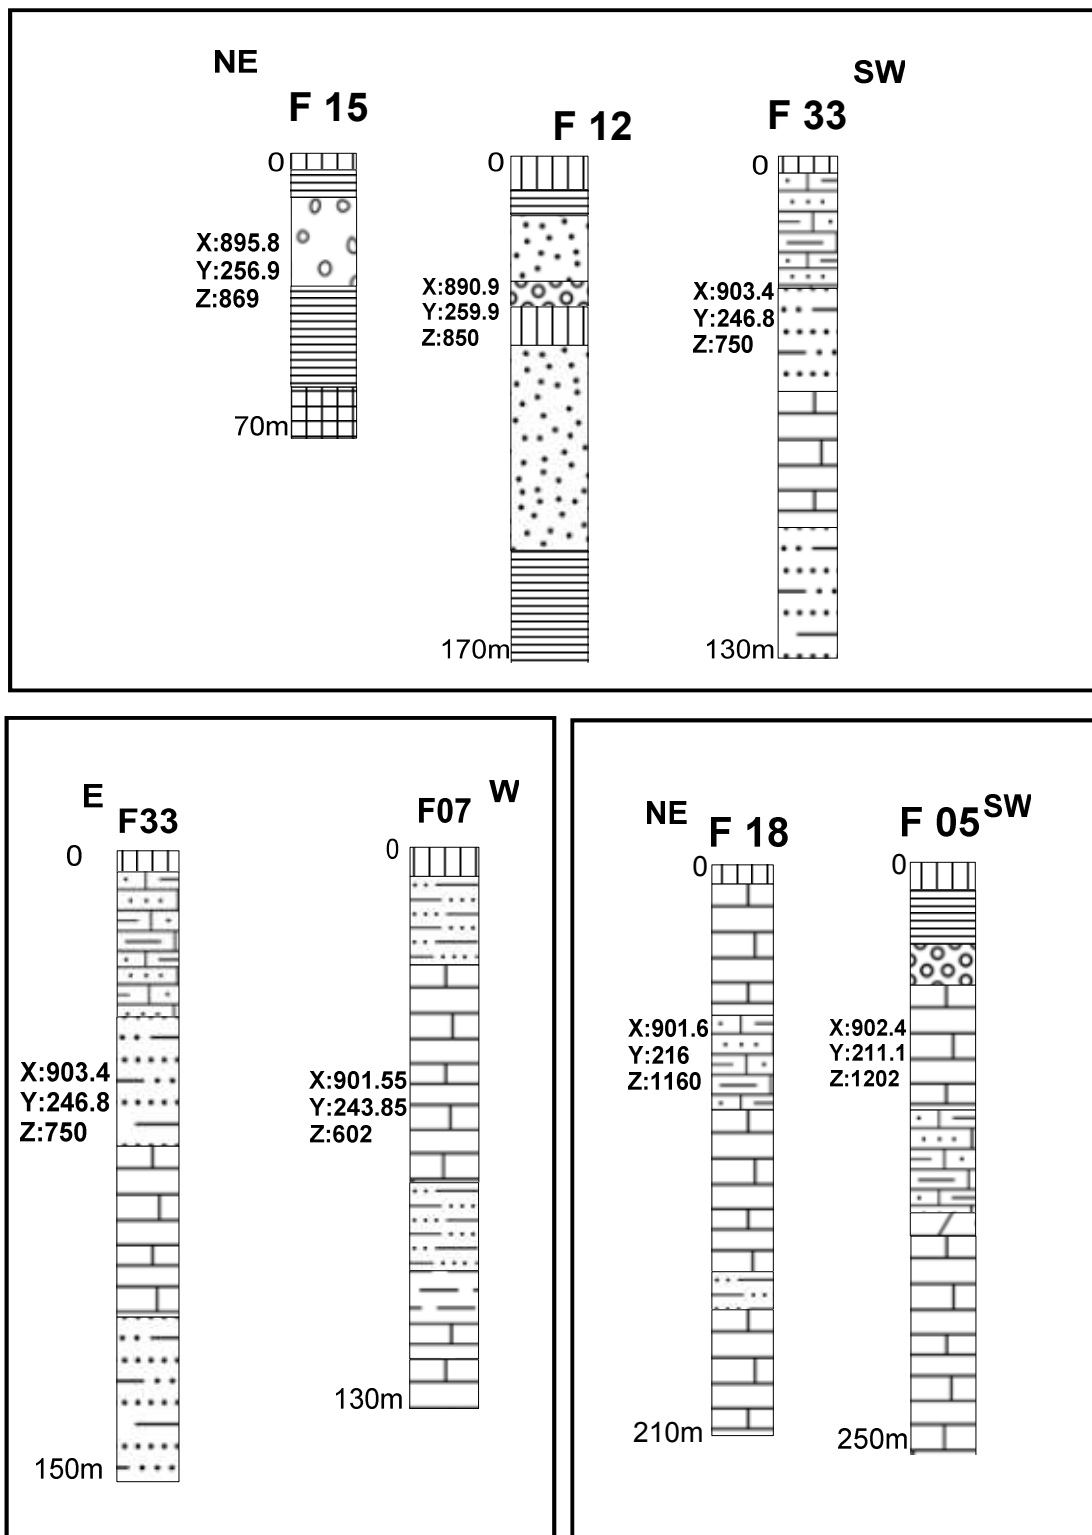 NE
SW
F 15
F 12
F 33
0
0
0
X:895.8
Y:256.9
Z:869
X:890.9
Y:259.9
Z:850
X:903.4
Y:246.8
Z:750
70m
170m
130m
E
W
F33
F07
0
0
X:903.4
Y:246.8
Z:750
X:901.55
Y:243.85
Z:602
130m
150m
NE
SW
F 18
F 05
0
0
X:901.6
Y:216
Z:1160
X:902.4
Y:211.1
Z:1202
210m
250m